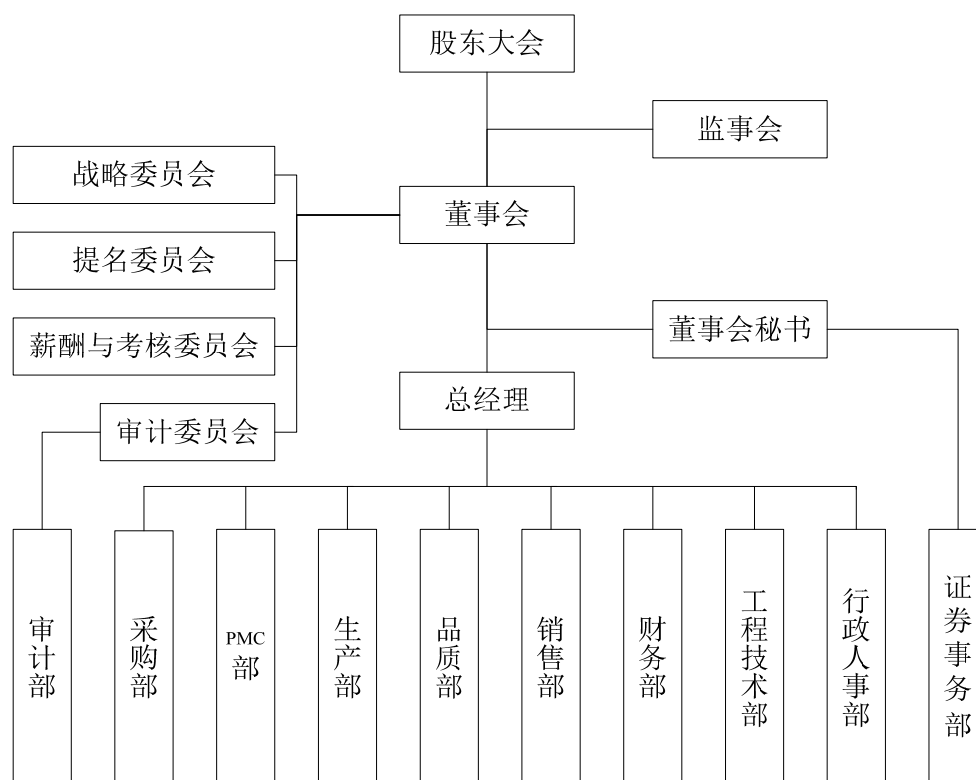 股东大会
监事会
战略委员会
董事会
提名委员会
薪酬与考核委员会
董事会秘书
总经理
审计委员会
审计部
采购部
PMC
部
生产部
品质部
销售部
财务部
工程技术部
行政人事部
证券事务部